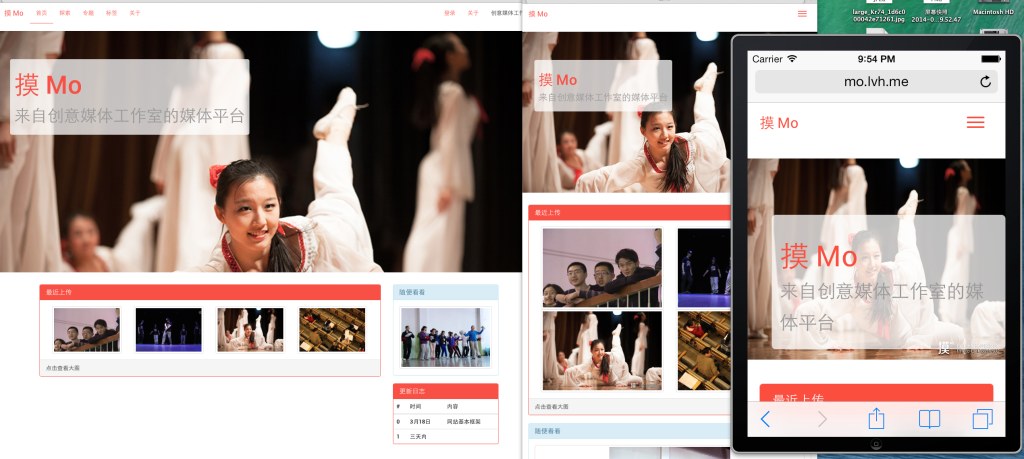 摸 Mo
首页
探索
专题
标签
关于
登录
关于
创意媒体工作
摸 Mo
来自创意媒体工作室的媒体平台
最近上传
点击查看大图
随便看看
更新日志
# 时间 内容
0 3月18日 网站基本框架
1 三天内
摸 Mo
摸 Mo
来自创意媒体工作室的媒体平台
最近上传
点击查看大图
随便看看
large_Kr74_1d6c0
00042e71261.jpg
屏幕快照
2014-0...9.52.47
Macintosh HD
Carrier
9:54 PM
mo.lvh.me
摸 Mo
摸 Mo
来自创意媒体工作室的媒
体平台
摸
最近上传